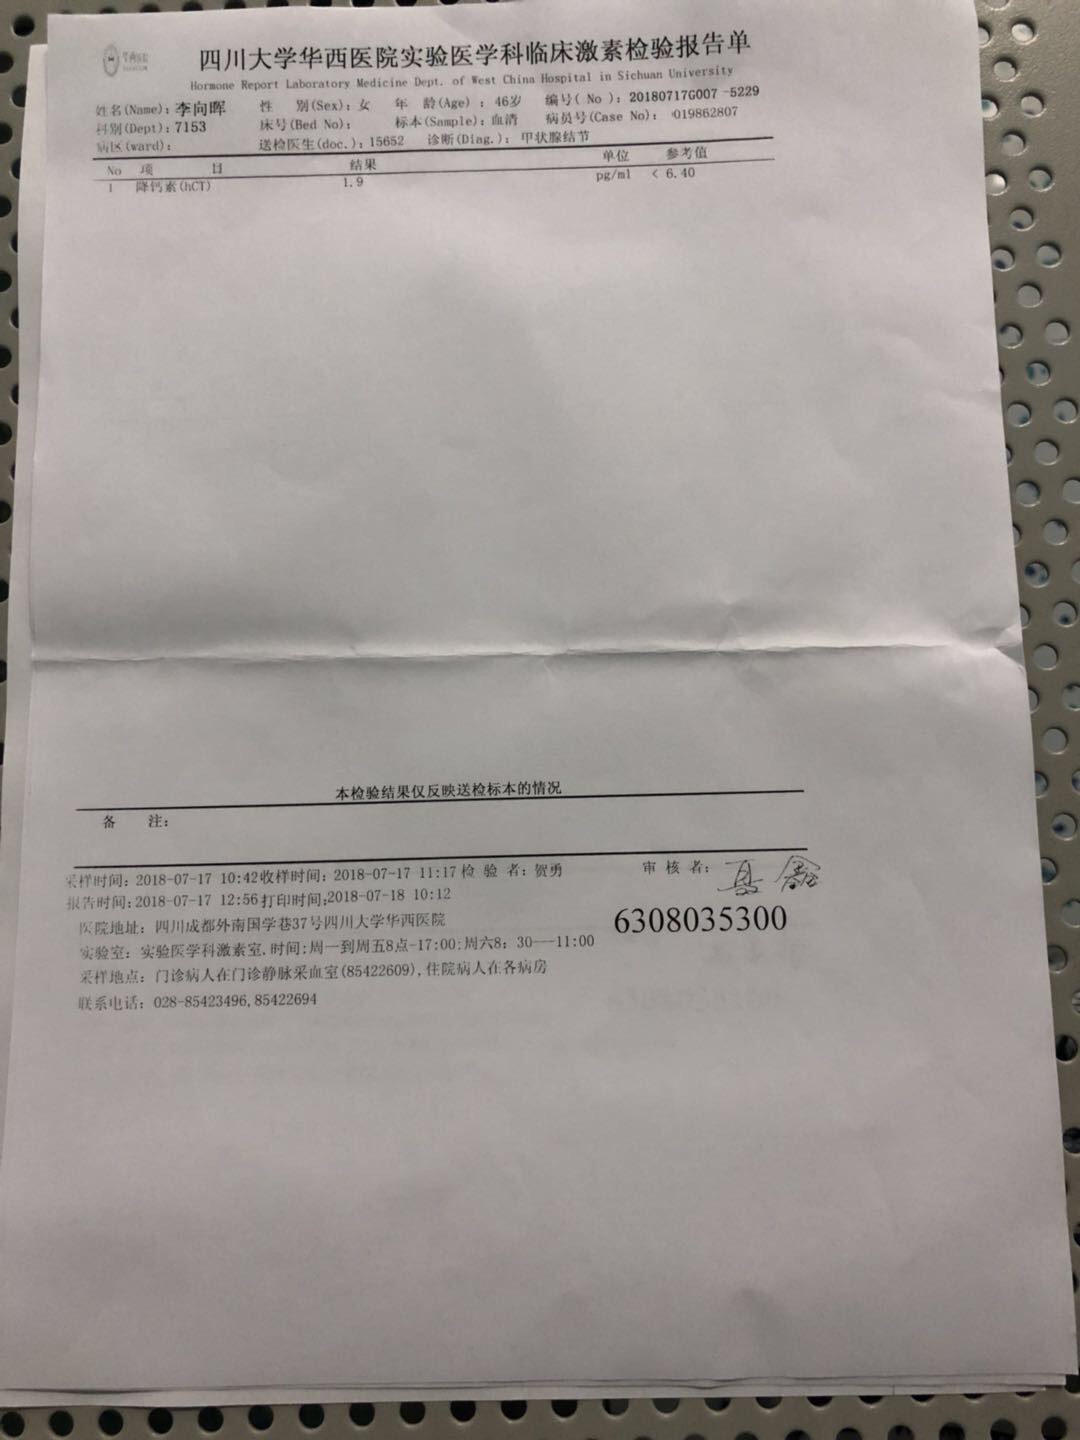 四川大学华西医院实验医学科临床激素检验报告单
Hormone Report Laboratory Medicine Dept. of West China Hospital in Sichuan University
姓名(Name): 李向晖 性 别(Sex): 女 年 龄(Age) : 46岁 编号( No ): 20180717G007 -5229
科别(Dept): 7153 床号(Bed No): 标本(Sample): 血清 病员号(Case No): 019862807
病区(ward): 送检医生(doc.): 15652 诊断(Diag.): 甲状腺结节
No 项 目 结果 单位 参考值
1 降钙素(hCT) 1.9 pg/ml < 6.40
本检验结果仅反映送检标本的情况
备 注:
采样时间: 2018-07-17 10:42收样时间: 2018-07-17 11:17 检 验 者: 贺勇 审 核 者:
报告时间: 2018-07-17 12:56 打印时间:2018-07-18 10:12
医院地址: 四川成都外南国学巷37号四川大学华西医院 6308035300
实验室: 实验医学科激素室. 时间:周一到周五8点-17:00;周六8: 30---11:00
采样地点: 门诊病人在门诊静脉采血室(85422609), 住院病人在各病房
联系电话: 028-85423496, 85422694